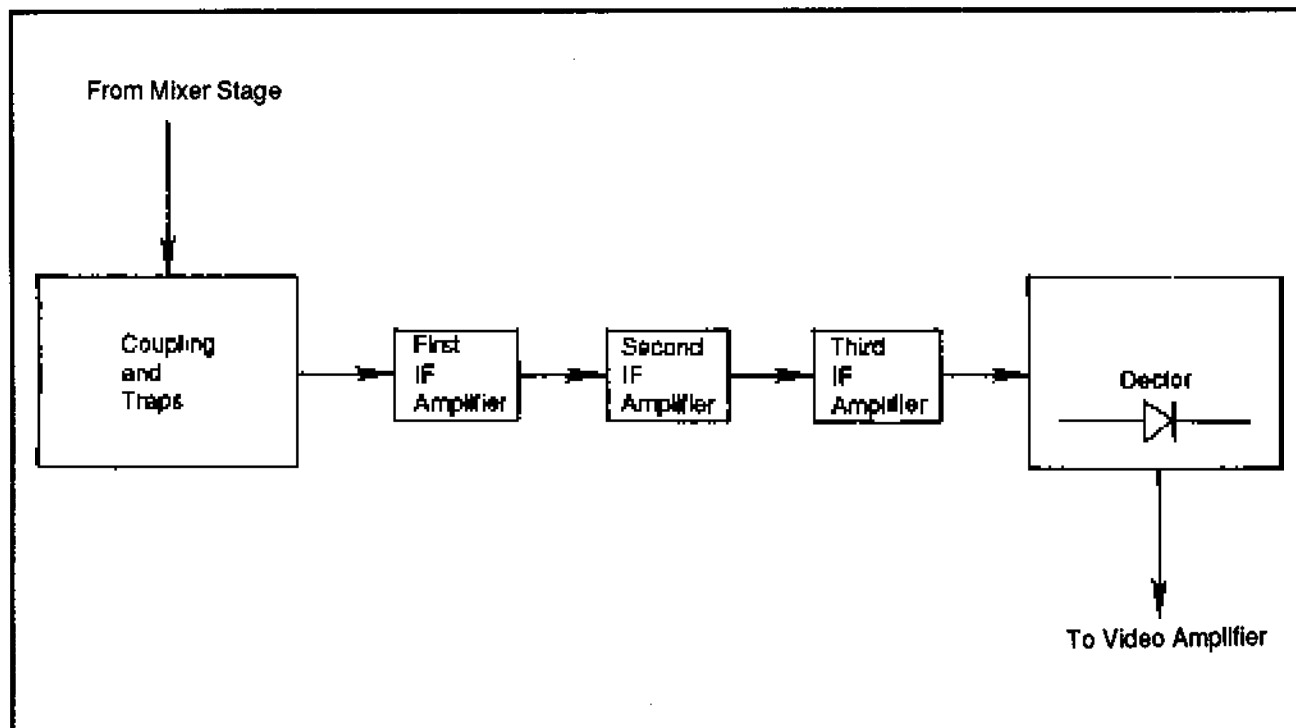 From Mixer Stage
Coupling
and
Traps
First
IF
Amplifier
Second
IF
Amplifier
Third
IF
Amplifier
Dector
To Video Amplifier